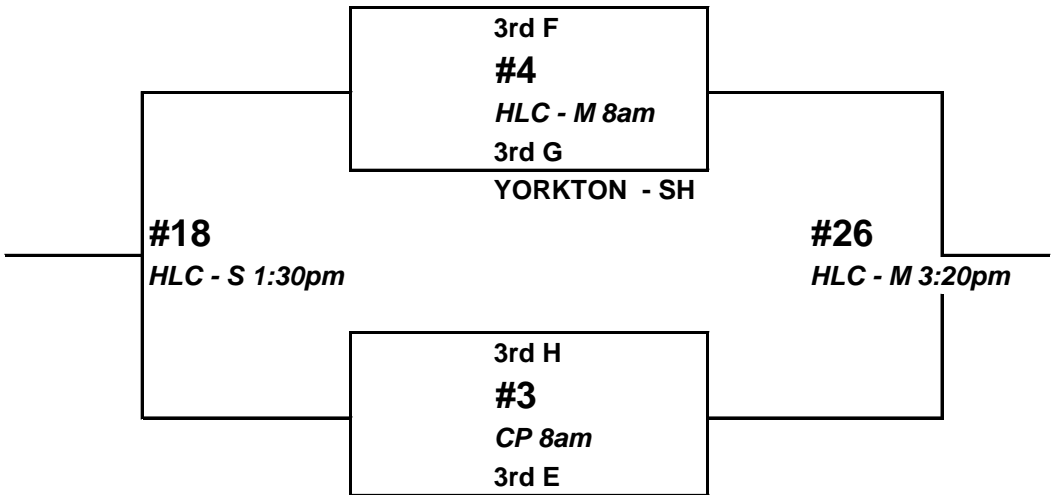 3rd F
#4
HLC - M 8am
3rd G
YORKTON - SH
#18
HLC - S 1:30pm
#26
HLC - M 3:20pm
3rd H
#3
CP 8am
3rd E